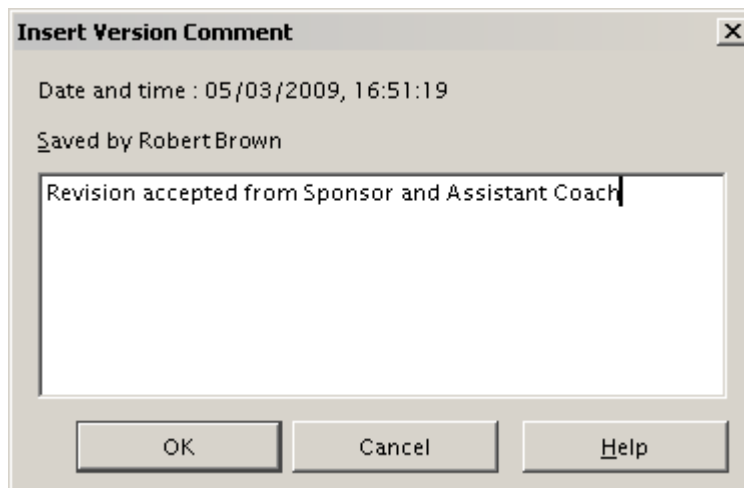 Insert Version Comment
Date and time : 05/03/2009, 16:51:19
Saved by Robert Brown
Revision accepted from Sponsor and Assistant Coach
OK
Cancel
Help